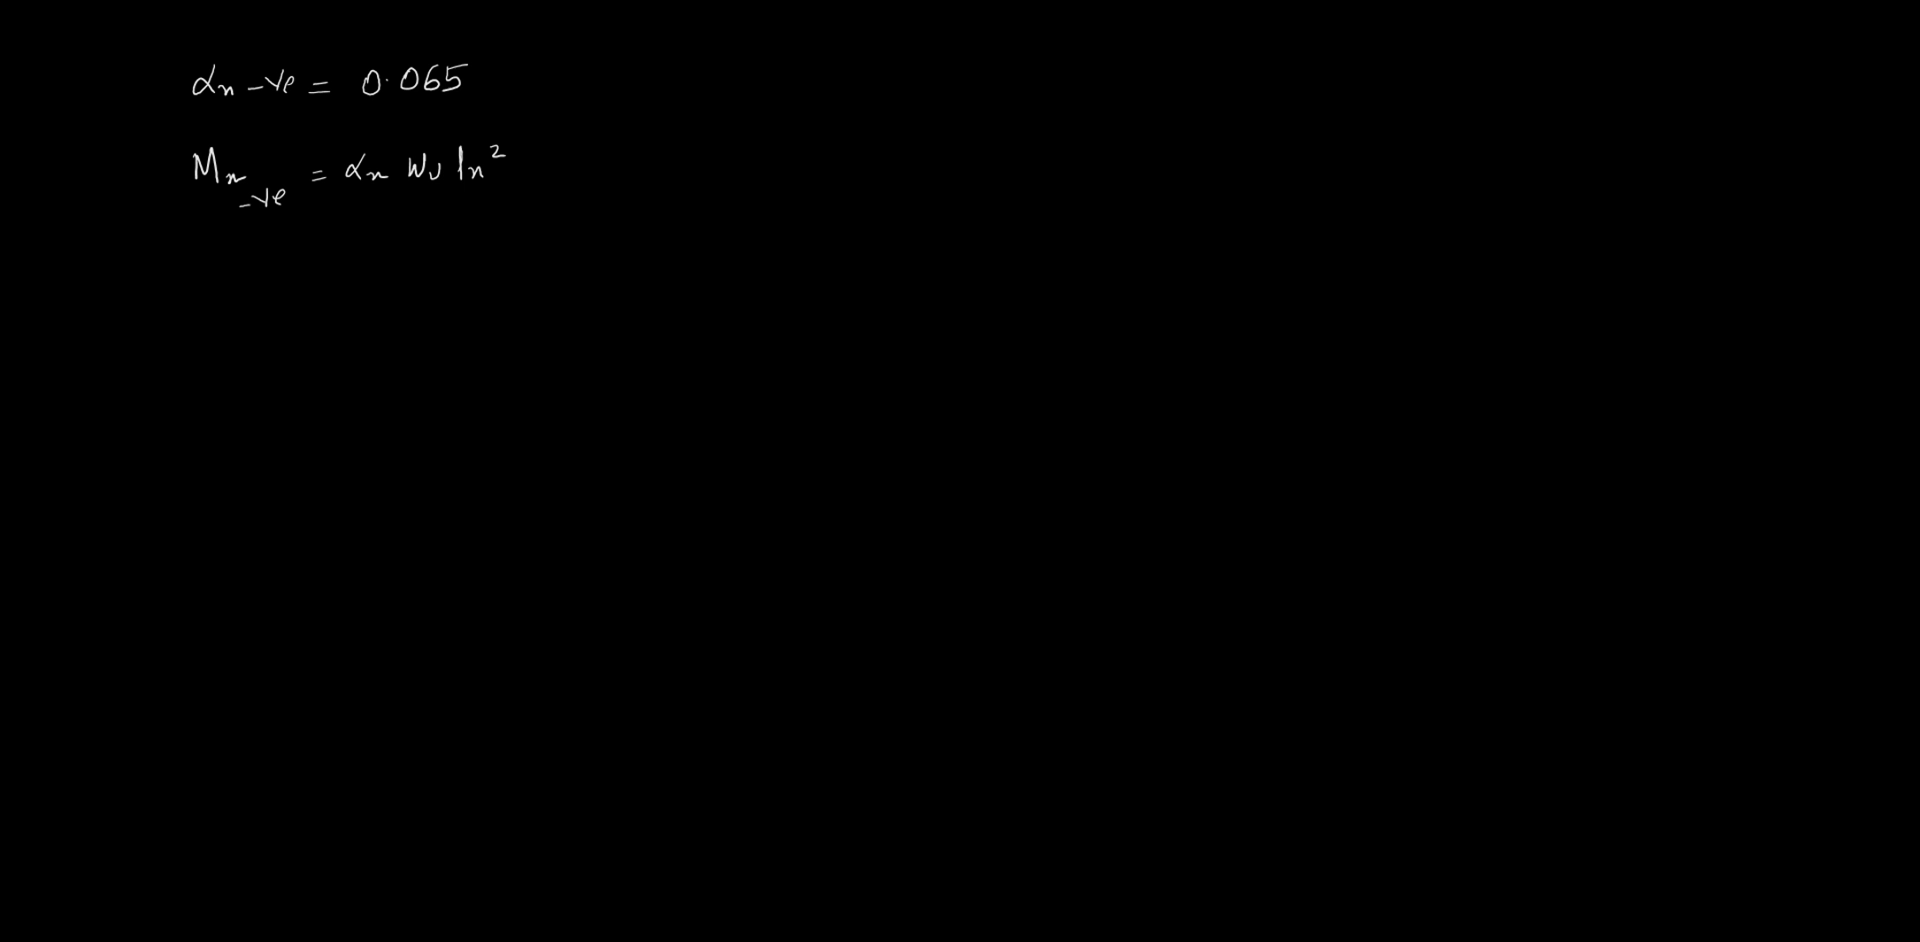 αx -ve = 0.065
Mx -ve = αx Wu lx²